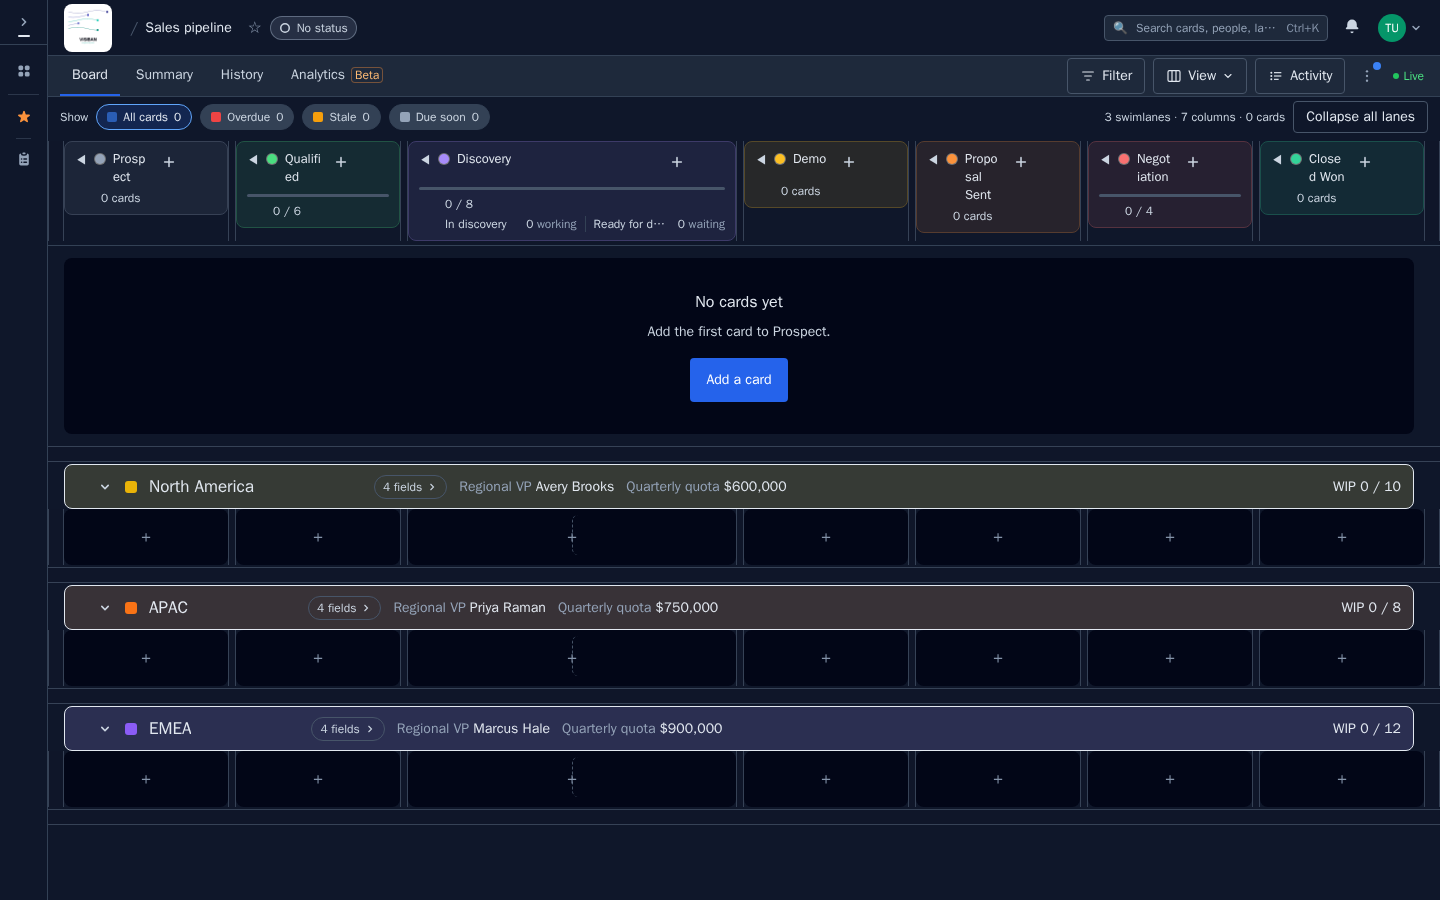 / Sales pipeline ☆ No status
Search cards, people, la··· Ctrl+K
TU
Board Summary History Analytics Beta
Filter View Activity Live
Show All cards 0 Overdue 0 Stale 0 Due soon 0
3 swimlanes · 7 columns · 0 cards Collapse all lanes
Prosp
ect
0 cards
Qualifi
ed
0 / 6
Discovery
0 / 8
In discovery 0 working Ready for d··· 0 waiting
Demo
0 cards
Propo
sal
Sent
0 cards
Negot
iation
0 / 4
Close
d Won
0 cards
No cards yet
Add the first card to Prospect.
Add a card
North America 4 fields Regional VP Avery Brooks Quarterly quota $600,000 WIP 0 / 10
+ + + + + + +
APAC 4 fields Regional VP Priya Raman Quarterly quota $750,000 WIP 0 / 8
+ + + + + + +
EMEA 4 fields Regional VP Marcus Hale Quarterly quota $900,000 WIP 0 / 12
+ + + + + + +